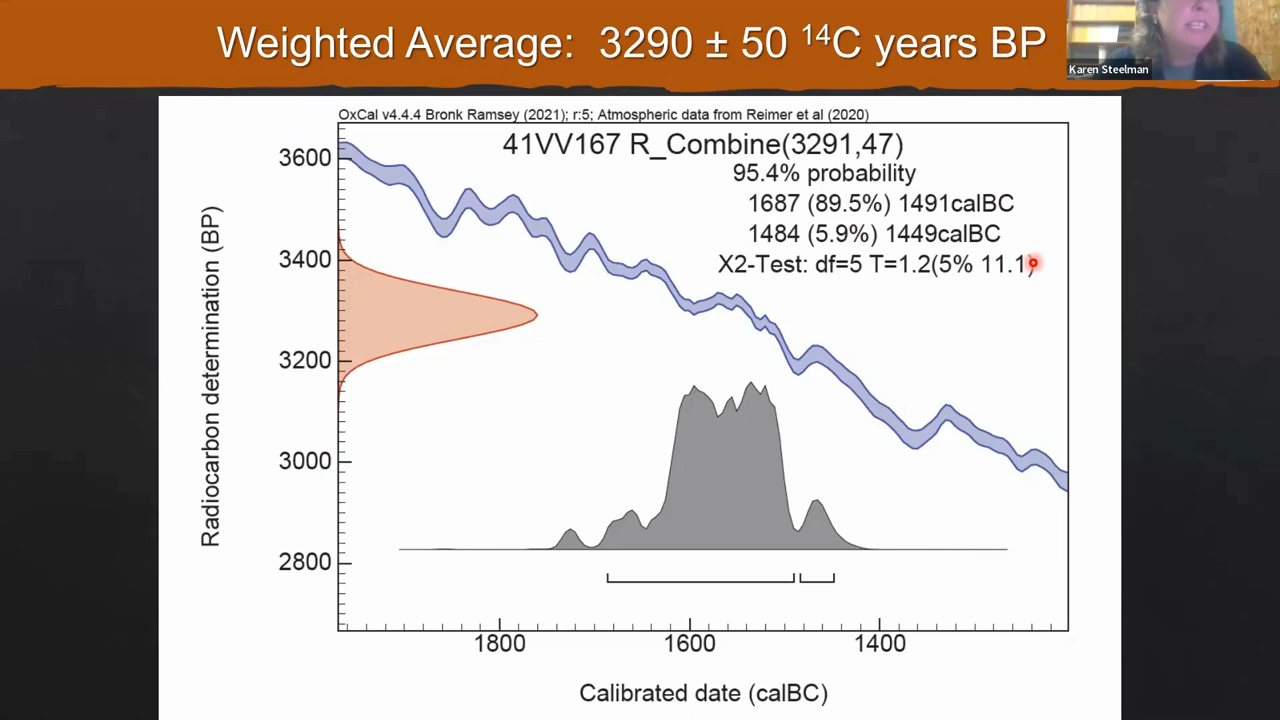 Weighted Average: 3290 ± 50 ¹⁴C years BP
Karen Steelman
OxCal v4.4.4 Bronk Ramsey (2021); r:5; Atmospheric data from Reimer et al (2020)
41VV167 R_Combine(3291,47)
95.4% probability
1687 (89.5%) 1491calBC
1484 (5.9%) 1449calBC
X2-Test: df=5 T=1.2(5% 11.1)
Radiocarbon determination (BP)
3600
3400
3200
3000
2800
1800 1600 1400
Calibrated date (calBC)